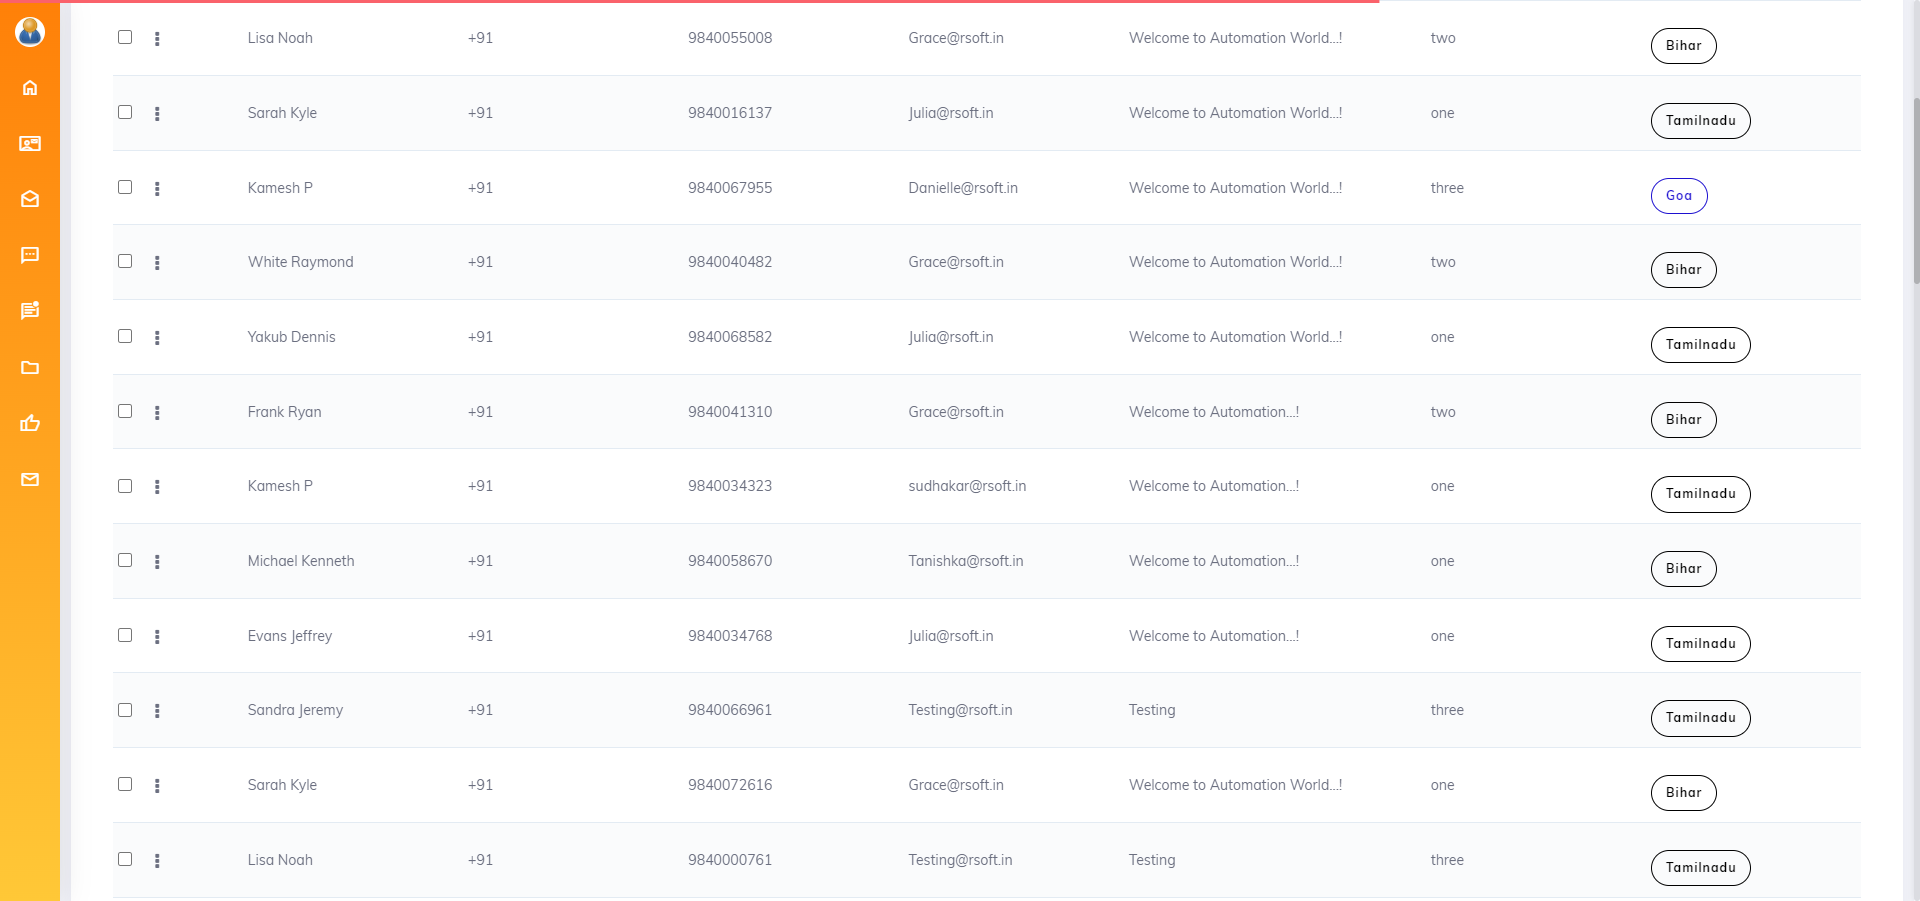 Lisa Noah +91 9840055008 Grace@rsoft.in Welcome to Automation World...! two Bihar
Sarah Kyle +91 9840016137 Julia@rsoft.in Welcome to Automation World...! one Tamilnadu
Kamesh P +91 9840067955 Danielle@rsoft.in Welcome to Automation World...! three Goa
White Raymond +91 9840040482 Grace@rsoft.in Welcome to Automation World...! two Bihar
Yakub Dennis +91 9840068582 Julia@rsoft.in Welcome to Automation World...! one Tamilnadu
Frank Ryan +91 9840041310 Grace@rsoft.in Welcome to Automation...! two Bihar
Kamesh P +91 9840034323 sudhakar@rsoft.in Welcome to Automation...! one Tamilnadu
Michael Kenneth +91 9840058670 Tanishka@rsoft.in Welcome to Automation...! one Bihar
Evans Jeffrey +91 9840034768 Julia@rsoft.in Welcome to Automation...! one Tamilnadu
Sandra Jeremy +91 9840066961 Testing@rsoft.in Testing three Tamilnadu
Sarah Kyle +91 9840072616 Grace@rsoft.in Welcome to Automation World...! one Bihar
Lisa Noah +91 9840000761 Testing@rsoft.in Testing three Tamilnadu